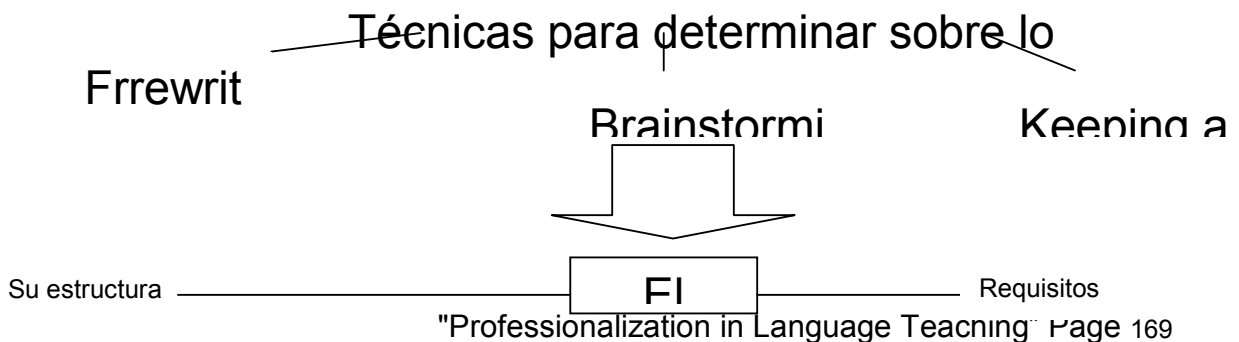 Técnicas para determinar sobre lo
Frrewrit
Brainstormi
Keeping a
El
Su estructura
Requisitos
"Professionalization in Language Teaching" Page 169